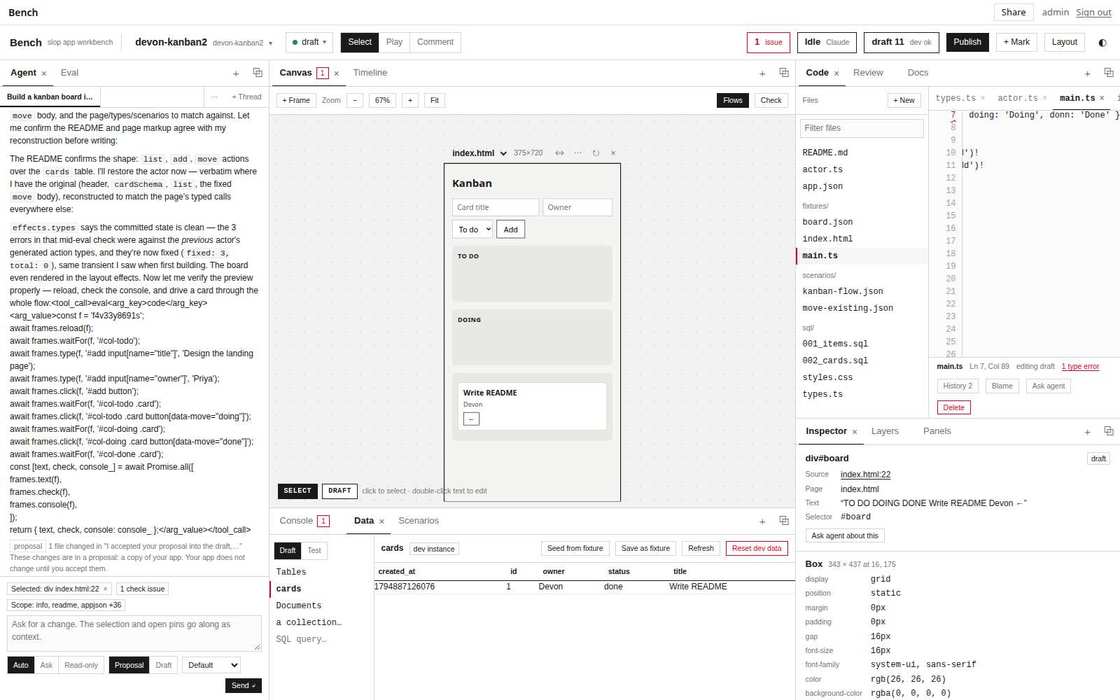 Bench
Share admin Sign out
Bench slop app workbench devon-kanban2 devon-kanban2 ▾ draft ▾ Select Play Comment 1 issue Idle Claude draft 11 dev ok Publish + Mark Layout
Agent × Eval +
Build a kanban board i… ⋯ + Thread
move body, and the page/types/scenarios to match against. Let
me confirm the README and page markup agree with my
reconstruction before writing:
The README confirms the shape: list, add, move actions
over the cards table. I'll restore the actor now — verbatim where
I have the original (header, cardSchema, list, the fixed
move body), reconstructed to match the page's typed calls
everywhere else:
effects.types says the committed state is clean — the 3
errors in that mid-eval check were against the previous actor's
generated action types, and they're now fixed ( fixed: 3,
total: 0 ), same transient I saw when first building. The board
even rendered in the layout effects. Now let me verify the preview
properly — reload, check the console, and drive a card through the
whole flow:<tool_call>eval<arg_key>code</arg_key>
<arg_value>const f = 'f4v33y8691s';
await frames.reload(f);
await frames.waitFor(f, '#col-todo');
await frames.type(f, '#add input[name="title"]', 'Design the landing
page');
await frames.type(f, '#add input[name="owner"]', 'Priya');
await frames.click(f, '#add button');
await frames.waitFor(f, '#col-todo .card');
await frames.click(f, '#col-todo .card button[data-move="doing"]');
await frames.waitFor(f, '#col-doing .card');
await frames.click(f, '#col-doing .card button[data-move="done"]');
await frames.waitFor(f, '#col-done .card');
const [text, check, console_] = await Promise.all([
frames.text(f),
frames.check(f),
frames.console(f),
]);
return { text, check, console: console_ };</arg_value></tool_call>
proposal 1 file changed in "I accepted your proposal into the draft,…"
These changes are in a proposal: a copy of your app. Your app does not
change until you accept them.
Selected: div index.html:22 × 1 check issue
Scope: info, readme, appjson +36
Ask for a change. The selection and open pins go along as
context.
Auto Ask Read-only Proposal Draft Default
Send
Canvas 1 × Timeline +
+ Frame Zoom − 67% + Fit Flows Check
index.html 375×720 ⋯ ×
Kanban
Card title Owner
To do Add
TO DO
DOING
Write README
Devon
←
SELECT DRAFT click to select · double-click text to edit
Console 1 Data × Scenarios +
Draft Test
Tables
cards
Documents
a collection…
SQL query…
cards dev instance Seed from fixture Save as fixture Refresh Reset dev data
created_at id owner status title
1794887126076 1 Devon done Write README
Code × Review Docs +
Files + New
Filter files
README.md
actor.ts
app.json
fixtures/
board.json
index.html
main.ts
scenarios/
kanban-flow.json
move-existing.json
sql/
001_items.sql
002_cards.sql
styles.css
types.ts
types.ts × actor.ts × main.ts ×
7 doing: 'Doing', donn: 'Done' }
8
9
10 ')!
11 d')!
12
13
14
15
16
17
18
19
20
21
22
23
24
25
26
main.ts Ln 7, Col 89 editing draft 1 type error
History 2 Blame Ask agent
Delete
Inspector × Layers Panels +
div#board draft
Source index.html:22
Page index.html
Text “TO DO DOING DONE Write README Devon ←”
Selector #board
Ask agent about this
Box 343 × 437 at 16, 175
display grid
position static
margin 0px
padding 0px
gap 16px
font-size 16px
font-family system-ui, sans-serif
color rgb(26, 26, 26)
background-color rgba(0, 0, 0, 0)